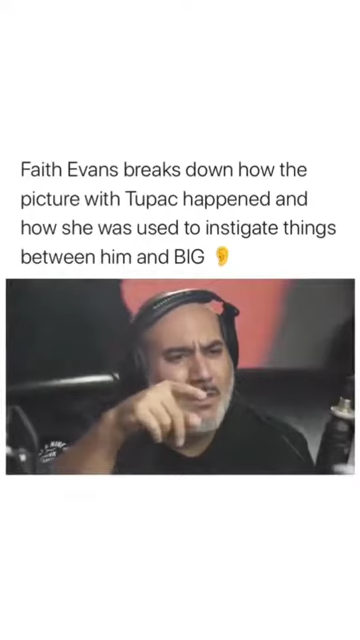 Faith Evans breaks down how the
picture with Tupac happened and
how she was used to instigate things
between him and BIG 👂